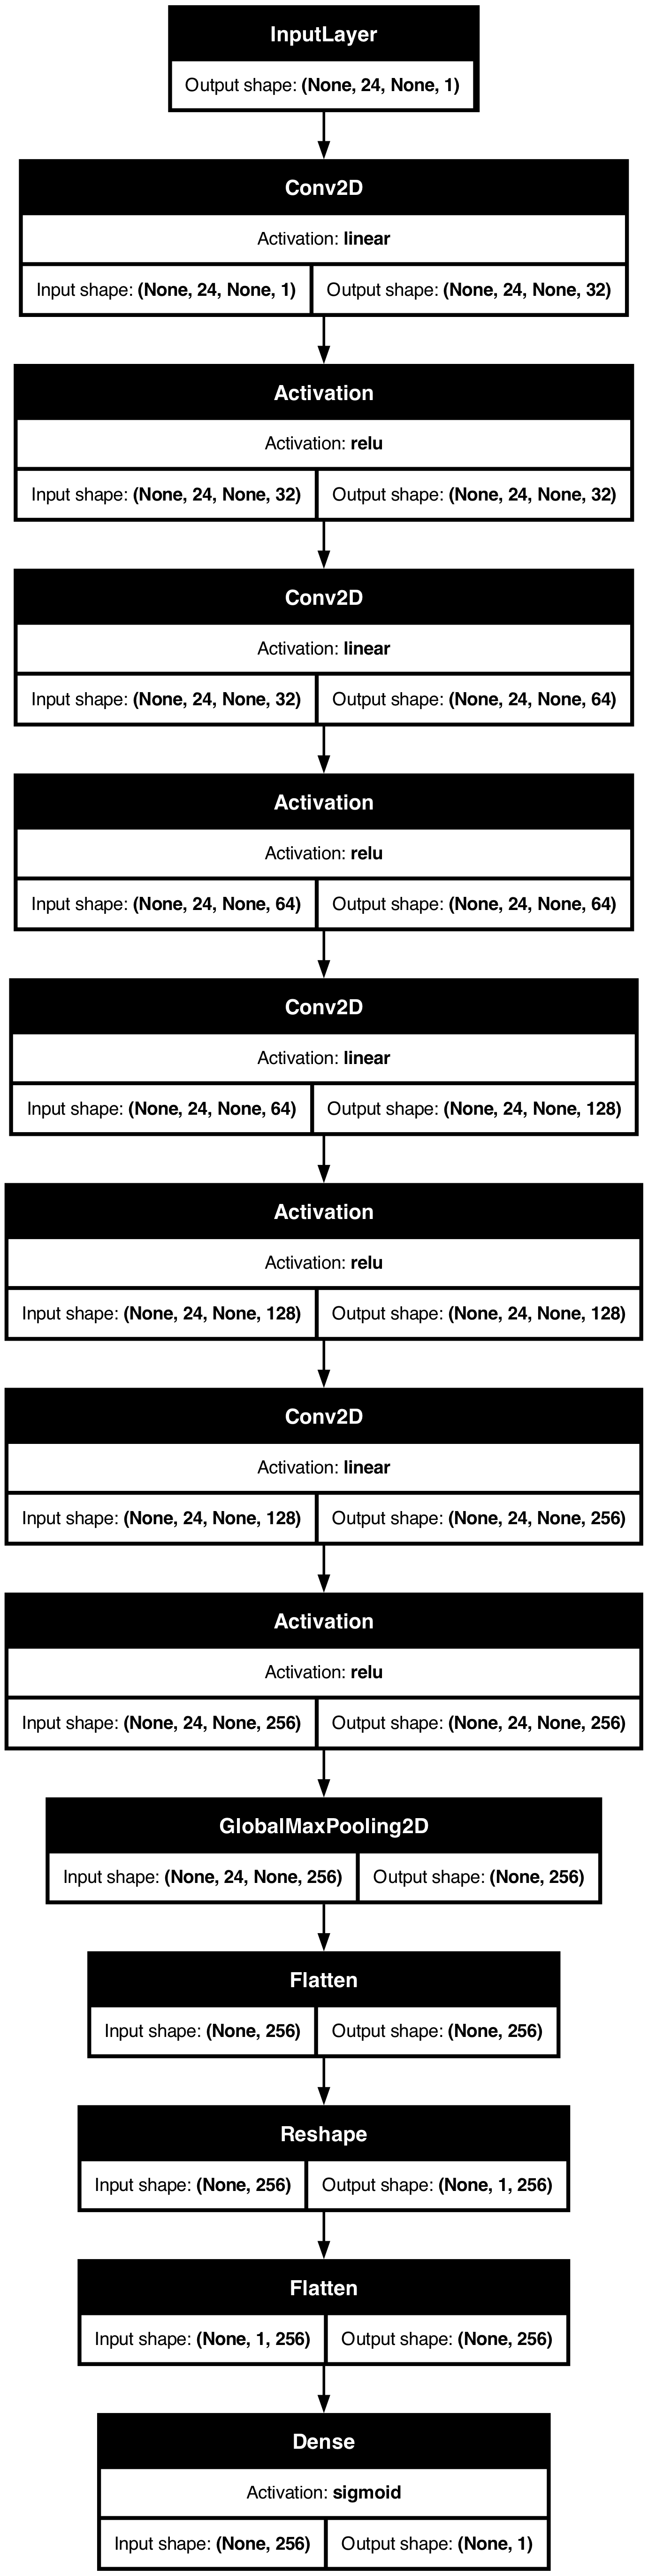 InputLayer
Output shape: (None, 24, None, 1)
Conv2D
Activation: linear
Input shape: (None, 24, None, 1) Output shape: (None, 24, None, 32)
Activation
Activation: relu
Input shape: (None, 24, None, 32) Output shape: (None, 24, None, 32)
Conv2D
Activation: linear
Input shape: (None, 24, None, 32) Output shape: (None, 24, None, 64)
Activation
Activation: relu
Input shape: (None, 24, None, 64) Output shape: (None, 24, None, 64)
Conv2D
Activation: linear
Input shape: (None, 24, None, 64) Output shape: (None, 24, None, 128)
Activation
Activation: relu
Input shape: (None, 24, None, 128) Output shape: (None, 24, None, 128)
Conv2D
Activation: linear
Input shape: (None, 24, None, 128) Output shape: (None, 24, None, 256)
Activation
Activation: relu
Input shape: (None, 24, None, 256) Output shape: (None, 24, None, 256)
GlobalMaxPooling2D
Input shape: (None, 24, None, 256) Output shape: (None, 256)
Flatten
Input shape: (None, 256) Output shape: (None, 256)
Reshape
Input shape: (None, 256) Output shape: (None, 1, 256)
Flatten
Input shape: (None, 1, 256) Output shape: (None, 256)
Dense
Activation: sigmoid
Input shape: (None, 256) Output shape: (None, 1)